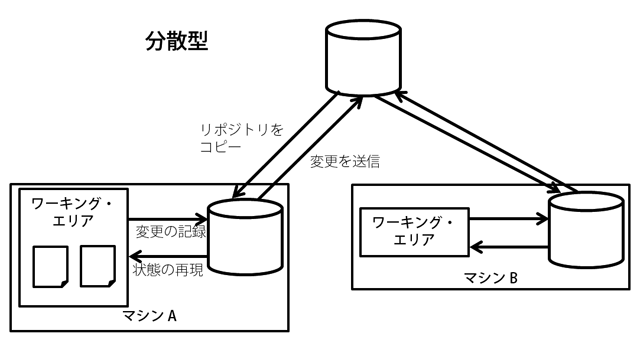 分散型
リポジトリを
コピー
変更を送信
ワーキング・
エリア
変更の記録
状態の再現
マシン A
ワーキング・
エリア
マシン B